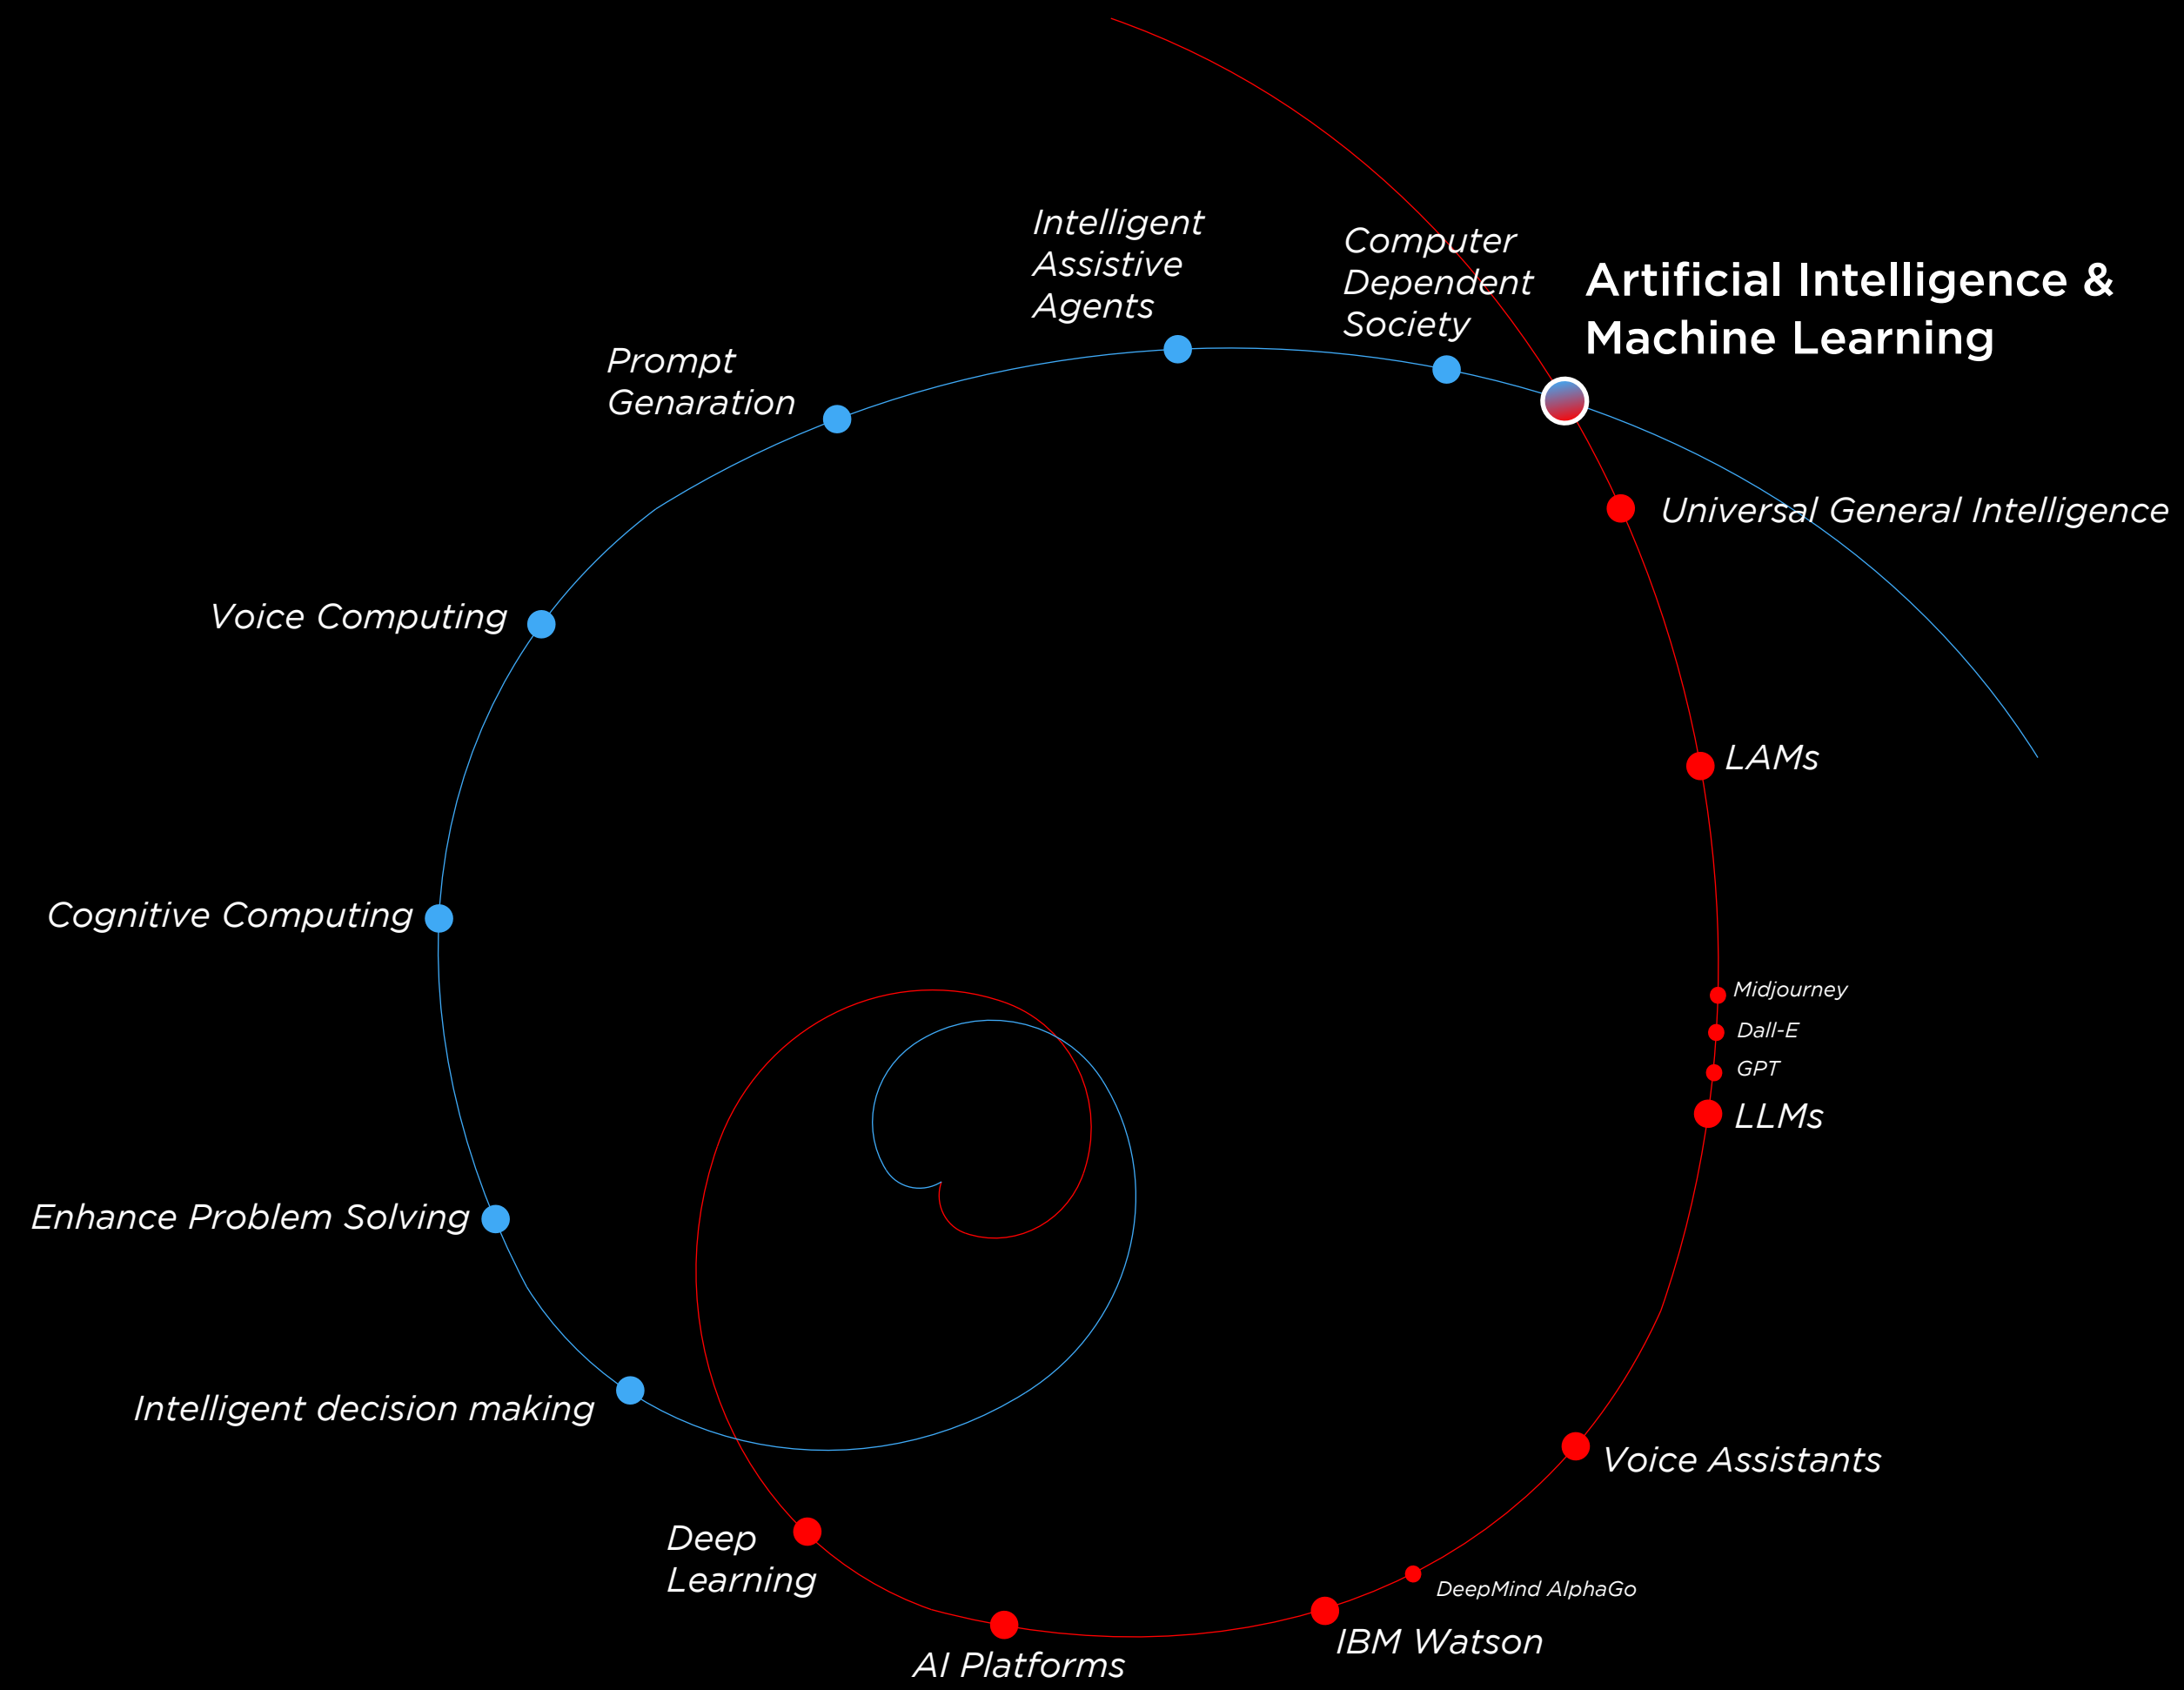 Intelligent
Assistive
Agents
Computer
Dependent
Society
Artificial Intelligence &
Machine Learning
Prompt
Genaration
Universal General Intelligence
Voice Computing
LAMs
Cognitive Computing
Midjourney
Dall-E
GPT
LLMs
Enhance Problem Solving
Intelligent decision making
Voice Assistants
Deep
Learning
DeepMind AlphaGo
IBM Watson
AI Platforms